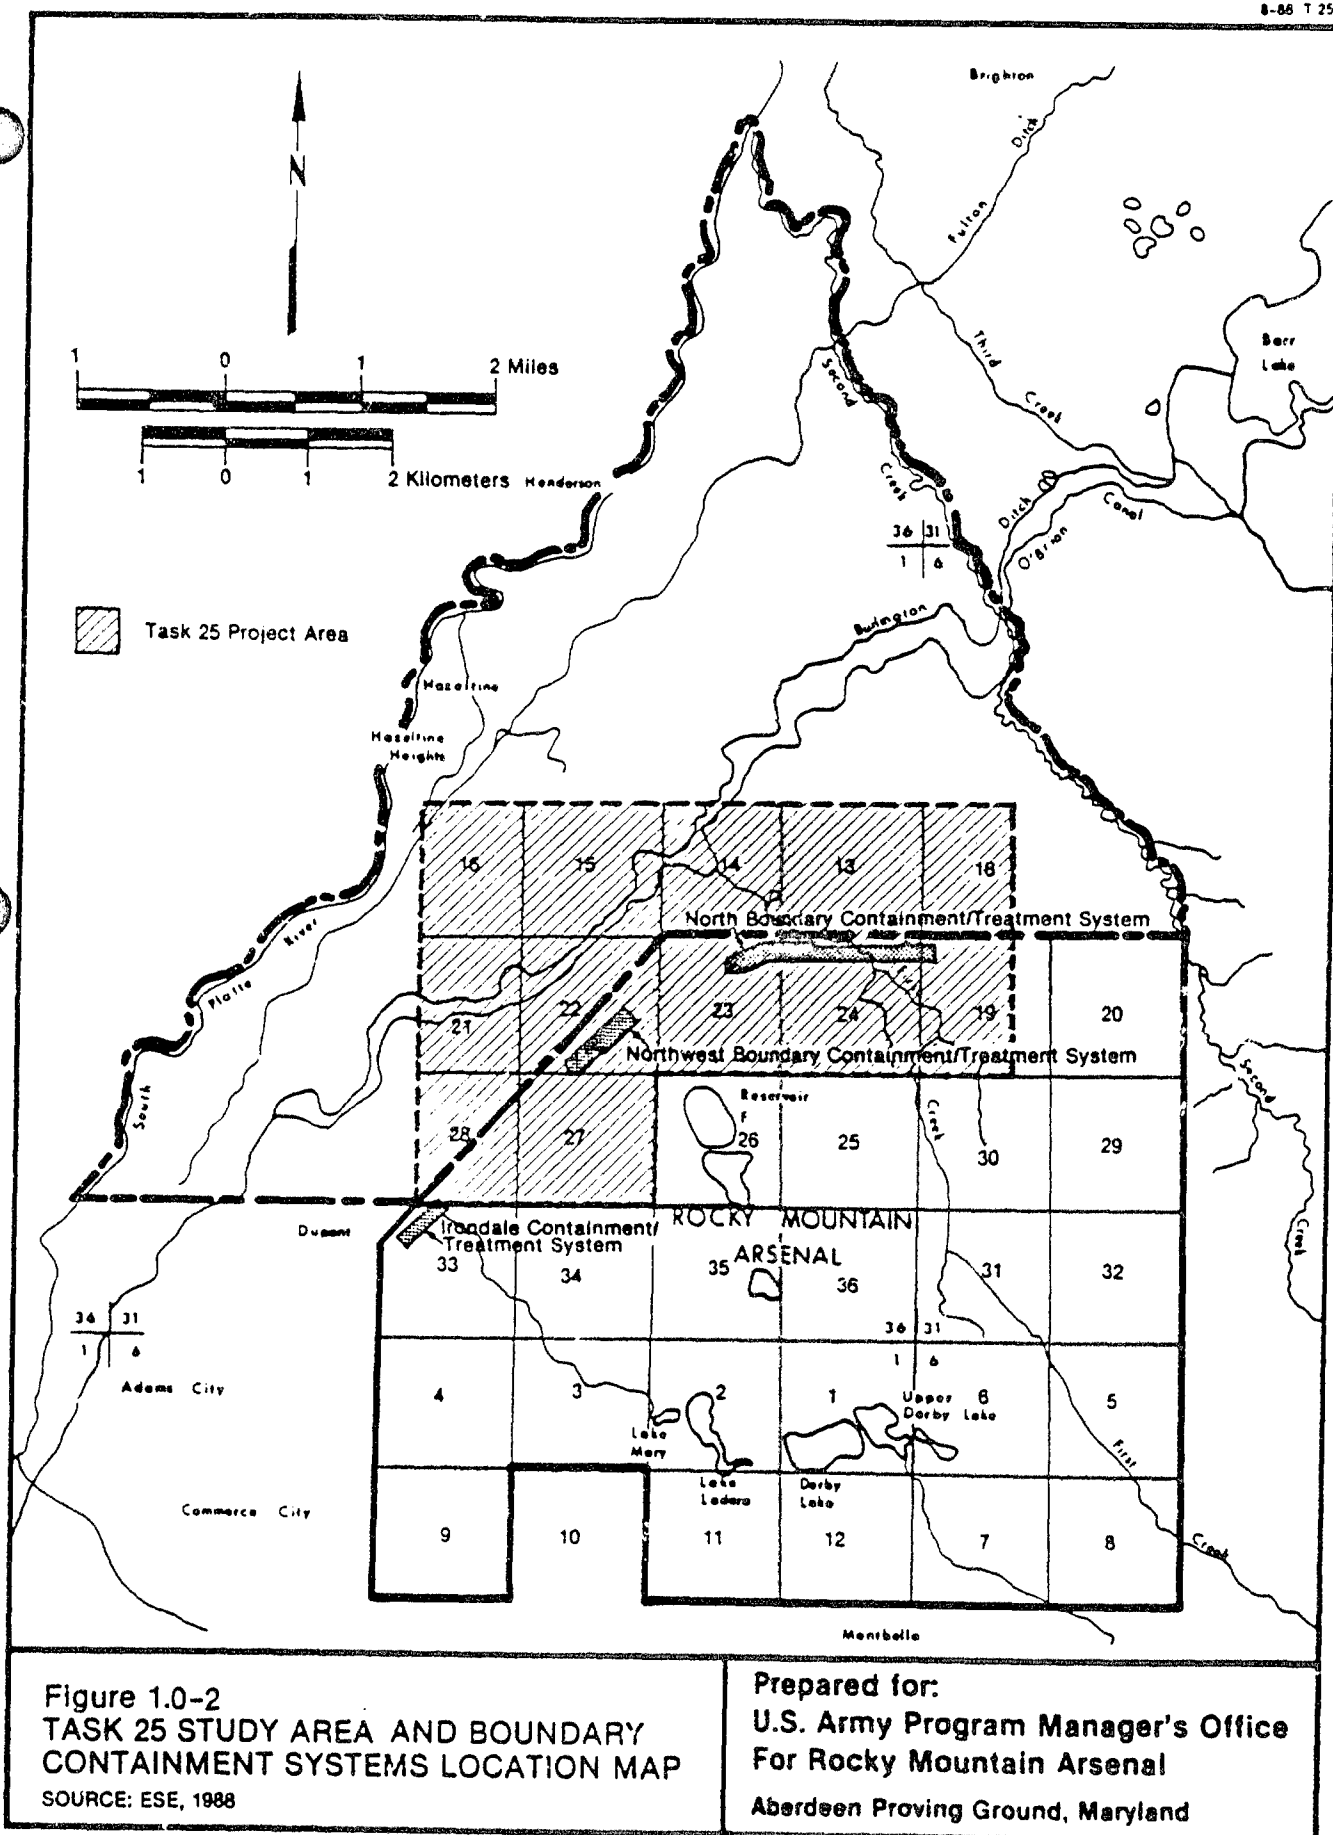 8-88 T 25
Brighton
Fulton Ditch
N
1 0 1 2 Miles
1 0 1 2 Kilometers
Barr
Lake
Third Creek
Second Creek
Henderson
Ditch
Canal
O'Brian
36 31
1 6
Burlington
Task 25 Project Area
Hazeltine
Hazeltine
Heights
16 15 14 13 18
North Boundary Containment/Treatment System
South Platte River
21 22 23 24 19 20
First
Northwest Boundary Containment/Treatment System
Second
Creek
Reservoir
F
28 27 26 25 30 29
Creek
ROCKY MOUNTAIN
ARSENAL
Dupont
Irondale Containment/
Treatment System
33 34 35 36 31 32
36 31
1 6
36 31
1 6
Adams City
4 3 2 1 6 5
Upper
Derby Lake
Lake
Mary
Lake
Ladora
Derby
Lake
First
Creek
Commerce City
9 10 11 12 7 8
Montbello
Figure 1.0-2
TASK 25 STUDY AREA AND BOUNDARY
CONTAINMENT SYSTEMS LOCATION MAP
SOURCE: ESE, 1988
Prepared for:
U.S. Army Program Manager's Office
For Rocky Mountain Arsenal
Aberdeen Proving Ground, Maryland